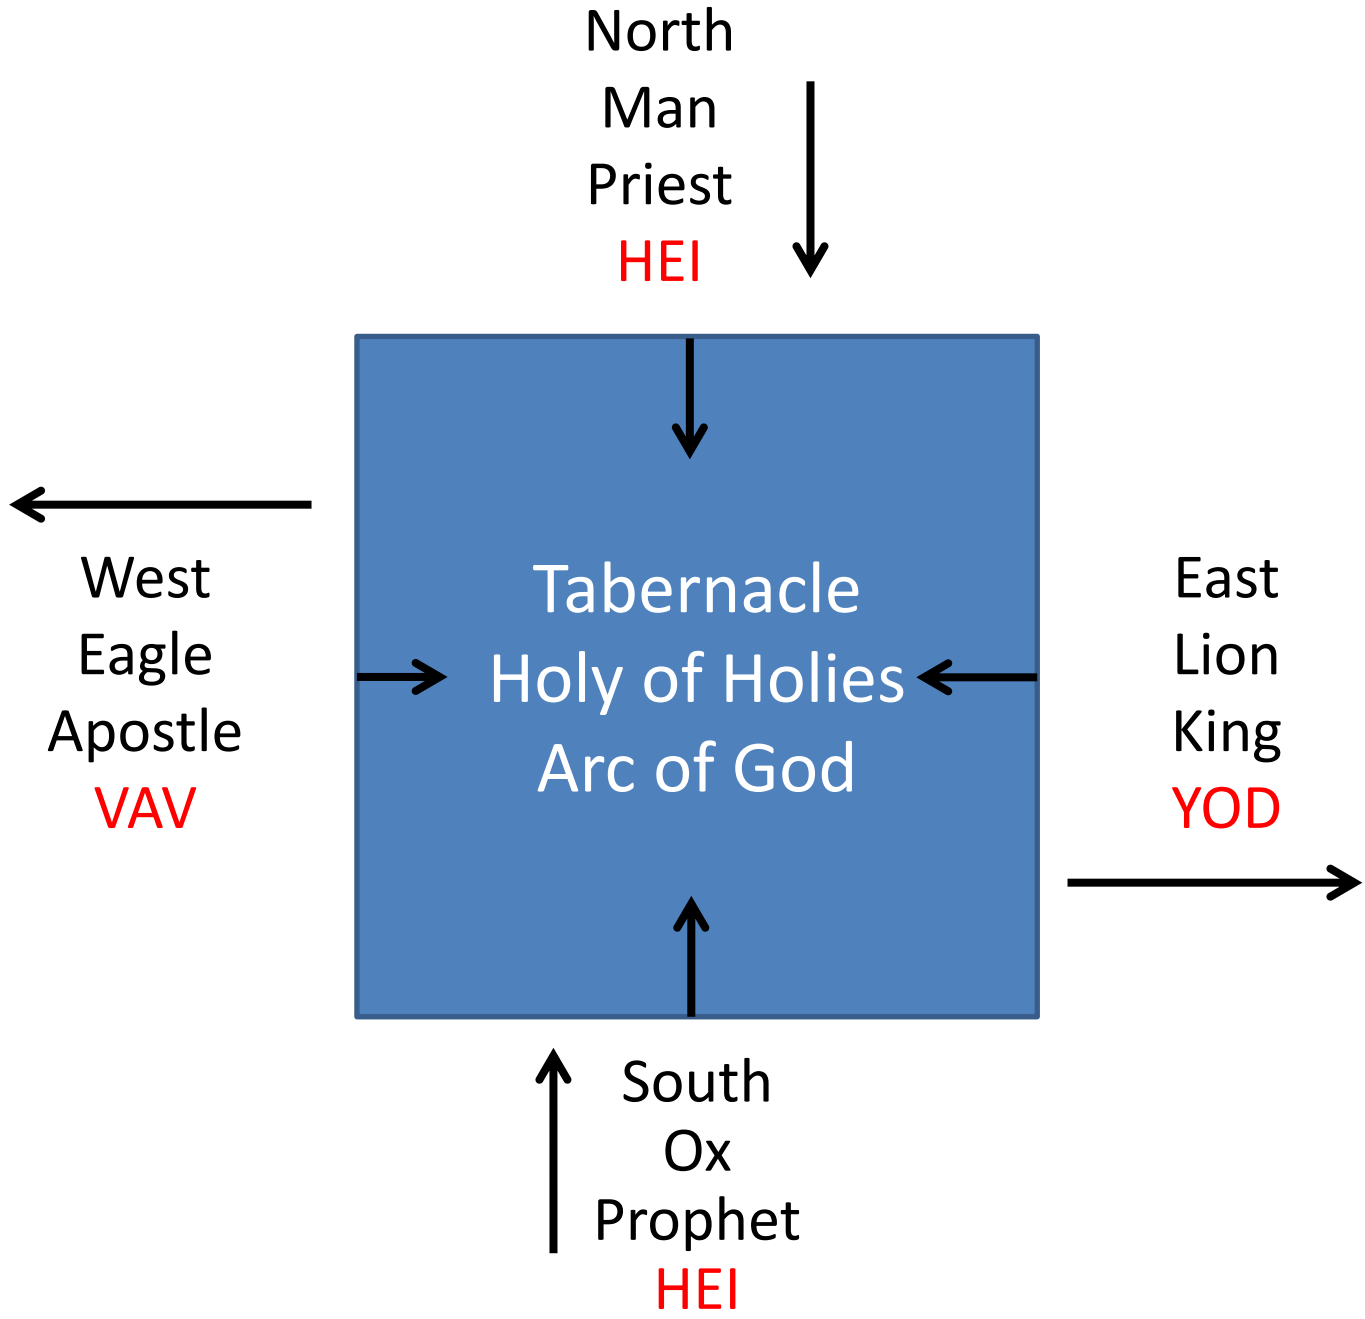 North
Man
Priest
HEI
West
Eagle
Apostle
VAV
Tabernacle
Holy of Holies
Arc of God
East
Lion
King
YOD
South
Ox
Prophet
HEI